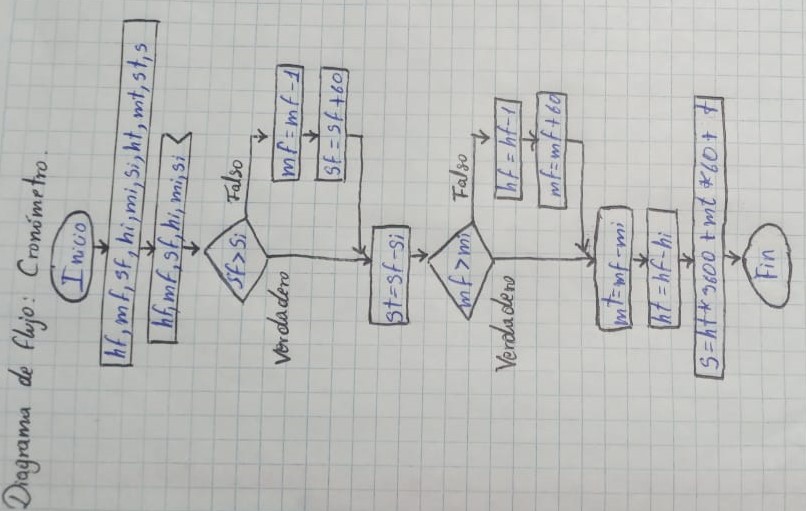 Diagrama de flujo: Cronómetro.
Inicio
hf, mf, sf, hi, mi, si, ht, mt, st, s
hf, mf, sf, hi, mi, si
sf > si
Falso
Verdadero
mf = mf - 1
sf = sf + 60
st = sf - si
mf > mi
Falso
Verdadero
hf = hf - 1
mf = mf + 60
mt = mf - mi
ht = hf - hi
s = ht * 3600 + mt * 60 + t
Fin